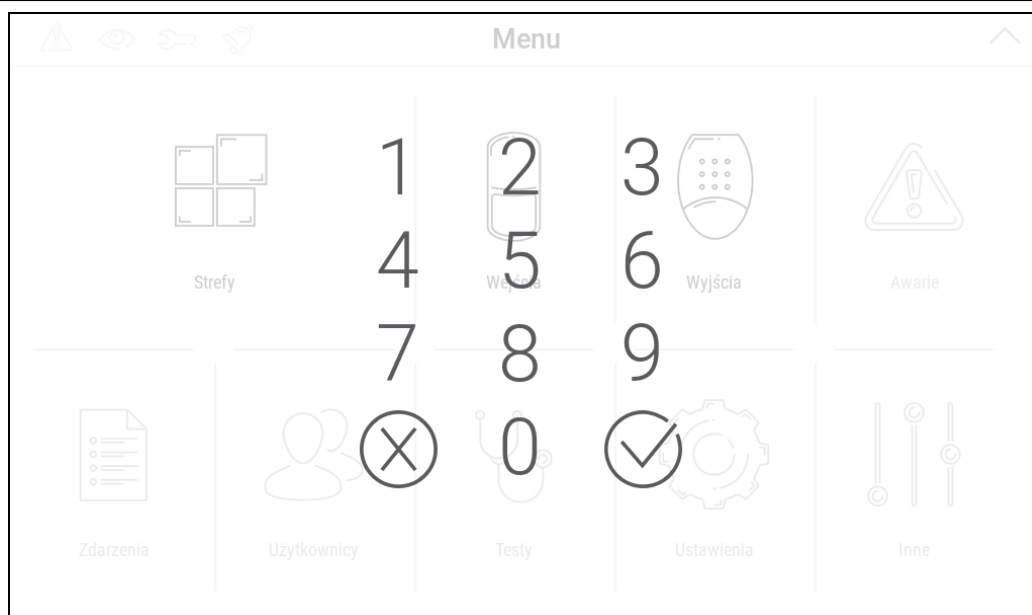 Menu
1 2 3
4 5 6
Strefy Wejścia Wyjścia Awarie
7 8 9
0
Zdarzenia Użytkownicy Testy Ustawienia Inne